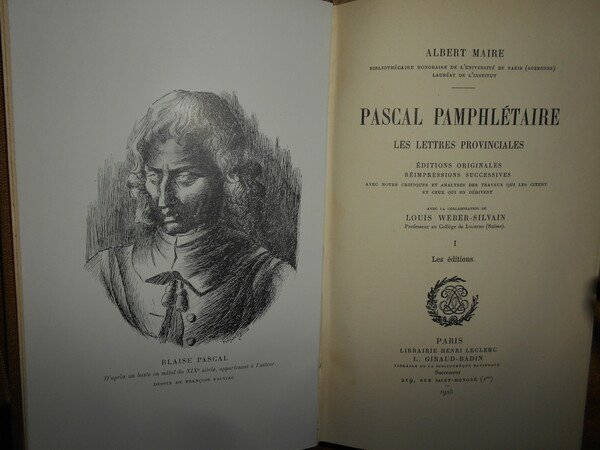 BLAISE PASCAL
D'après un buste en métal du XIXe siècle, appartenant à l'auteur.
DESSIN DE FRANÇOIS
ALBERT MAIRE
BIBLIOTHÉCAIRE HONORAIRE DE L'UNIVERSITÉ DE PARIS (SORBONNE)
LAURÉAT DE L'INSTITUT
PASCAL PAMPHLÉTAIRE
LES LETTRES PROVINCIALES
ÉDITIONS ORIGINALES
RÉIMPRESSIONS SUCCESSIVES
AVEC NOTES CRITIQUES ET ANALYSES DES TRAVAUX QUI LES CITENT
ET CEUX QUI EN DÉRIVENT
AVEC LA COLLABORATION DE
LOUIS WEBER-SILVAIN
Professeur au Collège de Lucerne (Suisse).
I
Les éditions.
PARIS
LIBRAIRIE HENRI LECLERC
L. GIRAUD-BADIN
LIBRAIRE DE LA BIBLIOTHÈQUE NATIONALE
Successeur
219, RUE SAINT-HONORÉ (Ier)
1925